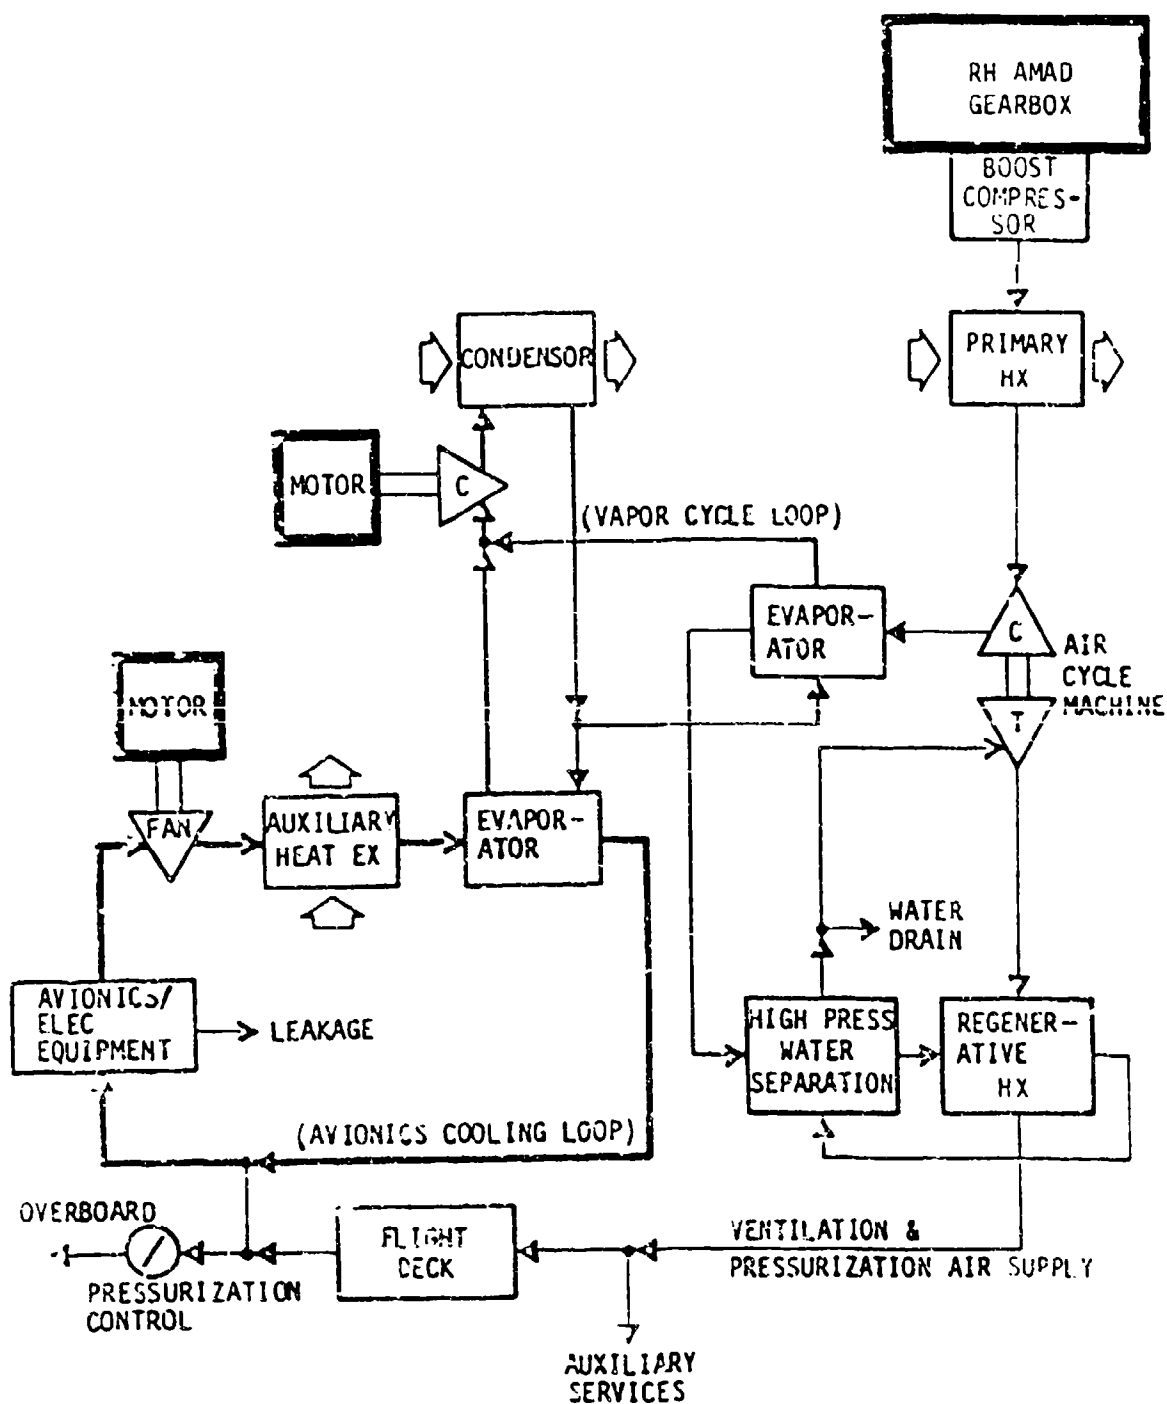 RH AMAD
GEARBOX
BOOST
COMPRES-
SOR
PRIMARY
HX
CONDENSOR
MOTOR
C
(VAPOR CYCLE LOOP)
EVAPOR-
ATOR
C
AIR
CYCLE
MACHINE
T
MOTOR
FAN
AUXILIARY
HEAT EX
EVAPOR-
ATOR
WATER
DRAIN
AVIONICS/
ELEC
EQUIPMENT
LEAKAGE
HIGH PRESS
WATER
SEPARATION
REGENER-
ATIVE
HX
(AVIONICS COOLING LOOP)
OVERBOARD
PRESSURIZATION
CONTROL
FLIGHT
DECK
VENTILATION &
PRESSURIZATION AIR SUPPLY
AUXILIARY
SERVICES